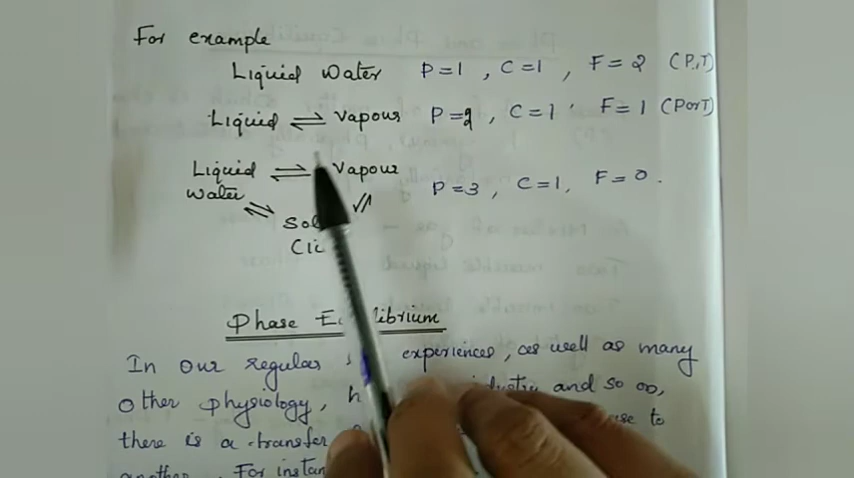 For example
Liquid Water P=1 , C=1 , F=2 (P,T)
Liquid ⇌ Vapour P=2 , C=1 , F=1 (P or T)
Liquid ⇌ Vapour
Water P=3 , C=1 , F=0 .
⇌ ⇌
Phase
In our regular experiences, as well as many
Other physiology, and so on,
there is a transfer to
another. For